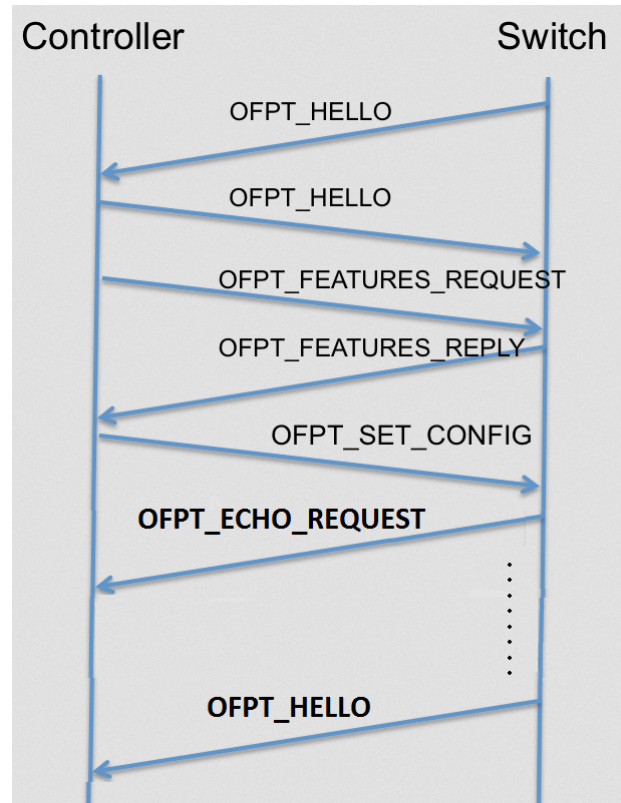 Controller
Switch
OFPT_HELLO
OFPT_HELLO
OFPT_FEATURES_REQUEST
OFPT_FEATURES_REPLY
OFPT_SET_CONFIG
OFPT_ECHO_REQUEST
OFPT_HELLO